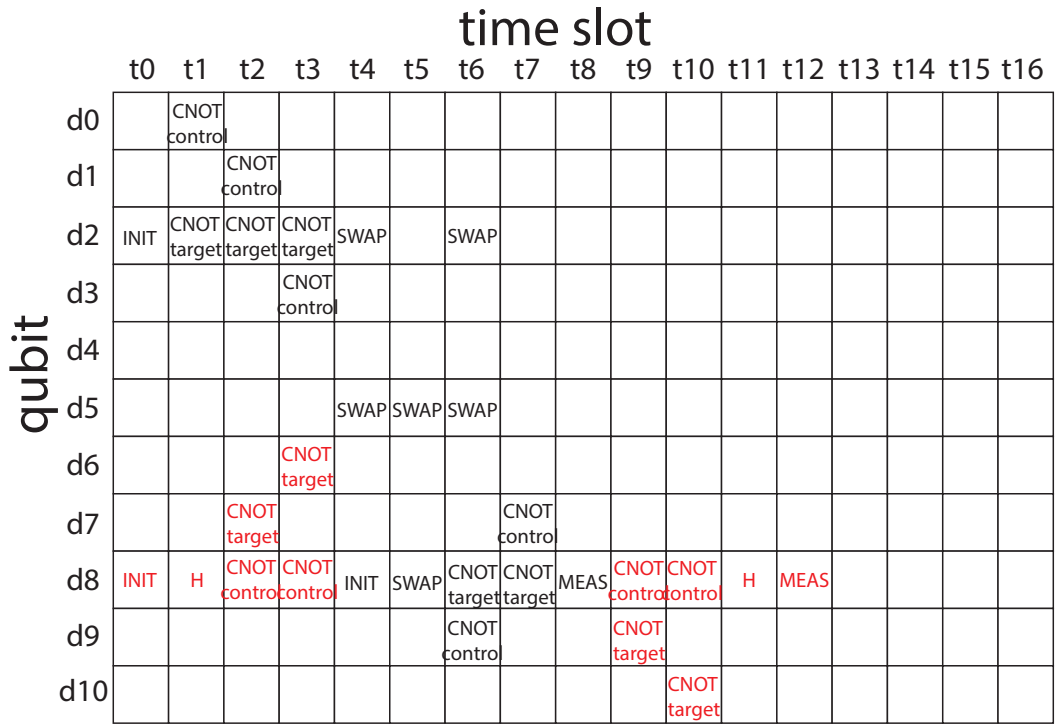 time slot
t0 t1 t2 t3 t4 t5 t6 t7 t8 t9 t10 t11 t12 t13 t14 t15 t16
qubit
d0 CNOT control
d1 CNOT control
d2 INIT CNOT target CNOT target CNOT target SWAP SWAP
d3 CNOT control
d4
d5 SWAP SWAP SWAP
d6 CNOT target
d7 CNOT target CNOT control
d8 INIT H CNOT control CNOT control INIT SWAP CNOT target CNOT target MEAS CNOT control CNOT control H MEAS
d9 CNOT control CNOT target
d10 CNOT target